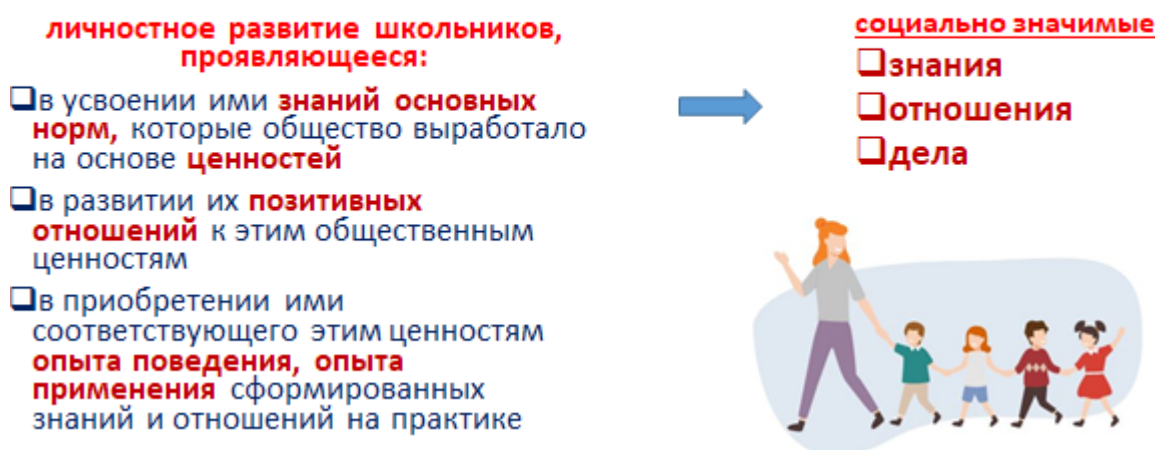 личностное развитие школьников,
проявляющееся:
❑в усвоении ими знаний основных
норм, которые общество выработало
на основе ценностей
❑в развитии их позитивных
отношений к этим общественным
ценностям
❑в приобретении ими
соответствующего этим ценностям
опыта поведения, опыта
применения сформированных
знаний и отношений на практике
социально значимые
❑знания
❑отношения
❑дела